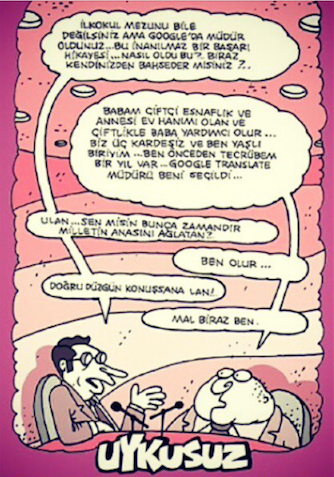 İLKOKUL MEZUNU BİLE
DEĞİLSİNİZ AMA GOOGLE'DA MÜDÜR
OLDUNUZ...BU İNANILMAZ BİR BAŞARI
HİKAYESİ...NASIL OLDU BU?. BİRAZ
KENDİNİZDEN BAHSEDER MİSİNİZ?.
BABAM ÇİFTÇİ ESNAFLIK VE
ANNESİ EV HANIMI OLAN VE
ÇİFTLİKLE BABA YARDIMCI OLUR...
BİZ ÜÇ KARDEŞİZ VE BEN YAŞLI
BİRİYİM...BEN ÖNCEDEN TECRÜBEM
BİR YIL VAR...GOOGLE TRANSLATE
MÜDÜRÜ BENİ SEÇİLDİ...
ULAN...SEN MİSİN BUNCA ZAMANDIR
MİLLETİN ANASINI AĞLATAN?.
BEN OLUR...
DOĞRU DÜZGÜN KONUŞSANA LAN!
MAL BİRAZ BEN.
UYKUSUZ